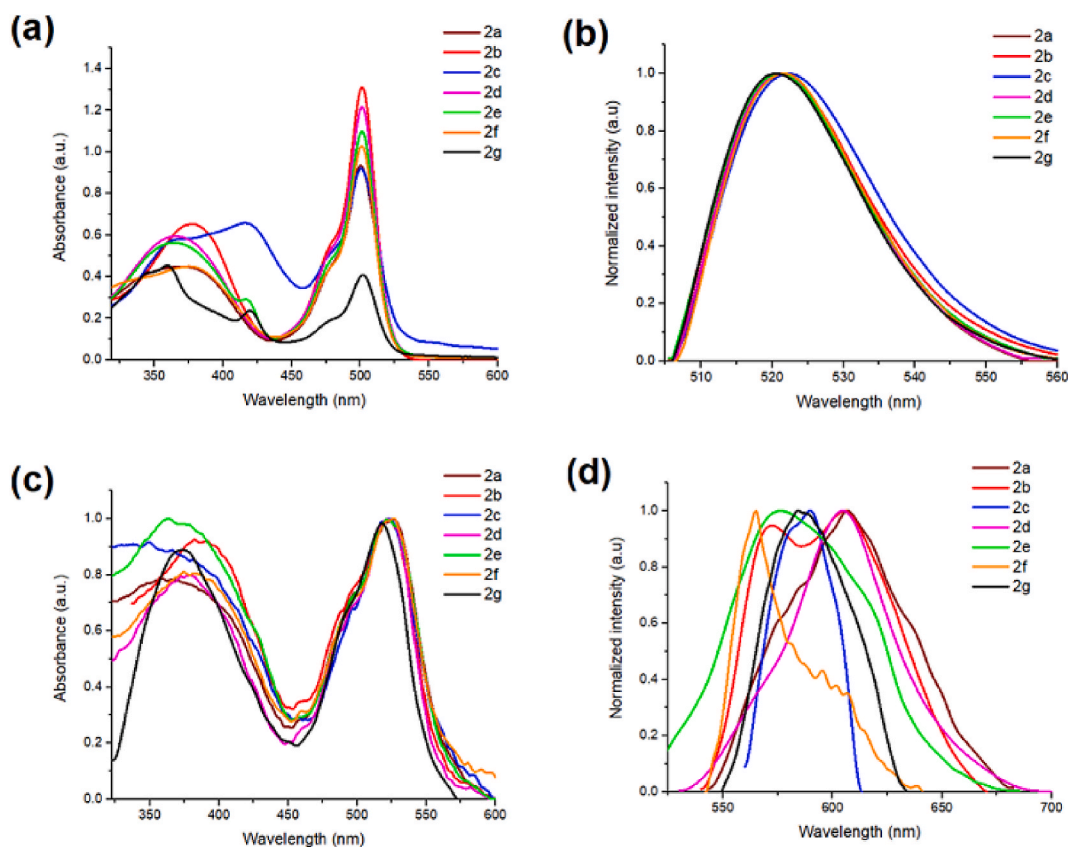 (a)
2a
2b
2c
2d
2e
2f
2g
1.4
1.2
1.0
0.8
0.6
0.4
0.2
0.0
Absorbance (a.u.)
350 400 450 500 550 600
Wavelength (nm)
(b)
2a
2b
2c
2d
2e
2f
2g
1.0
0.8
0.6
0.4
0.2
0.0
Normalized intensity (a.u)
510 520 530 540 550 560
Wavelength (nm)
(c)
2a
2b
2c
2d
2e
2f
2g
1.0
0.8
0.6
0.4
0.2
0.0
Absorbance (a.u.)
350 400 450 500 550 600
Wavelength (nm)
(d)
2a
2b
2c
2d
2e
2f
2g
1.0
0.8
0.6
0.4
0.2
0.0
Normalized intensity (a.u)
550 600 650 700
Wavelength (nm)